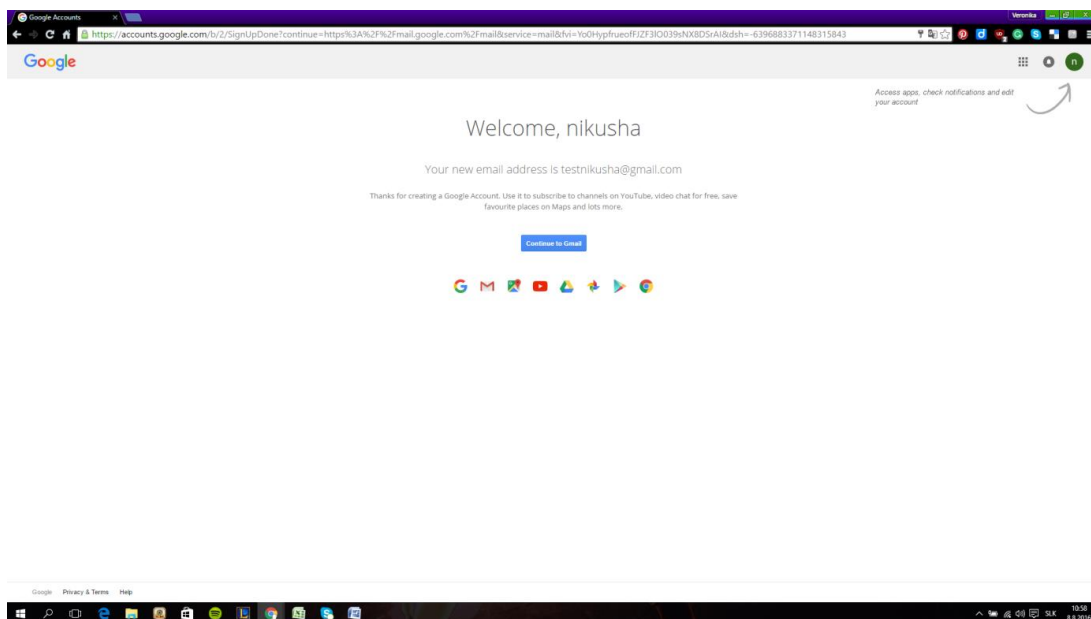 Google Accounts
Veronika
https://accounts.google.com/b/2/SignUpDone?continue=https%3A%2F%2Fmail.google.com%2Fmail&service=mail&dsh=-6396883371148315843
Google
n
Access apps, check notifications and edit
your account
Welcome, nikusha
Your new email address is testnikusha@gmail.com
Thanks for creating a Google Account. Use it to subscribe to channels on YouTube, video chat for free, save
favourite places on Maps and lots more.
Continue to Gmail
Google Privacy & Terms Help
SLK
10:58
8.8.2016